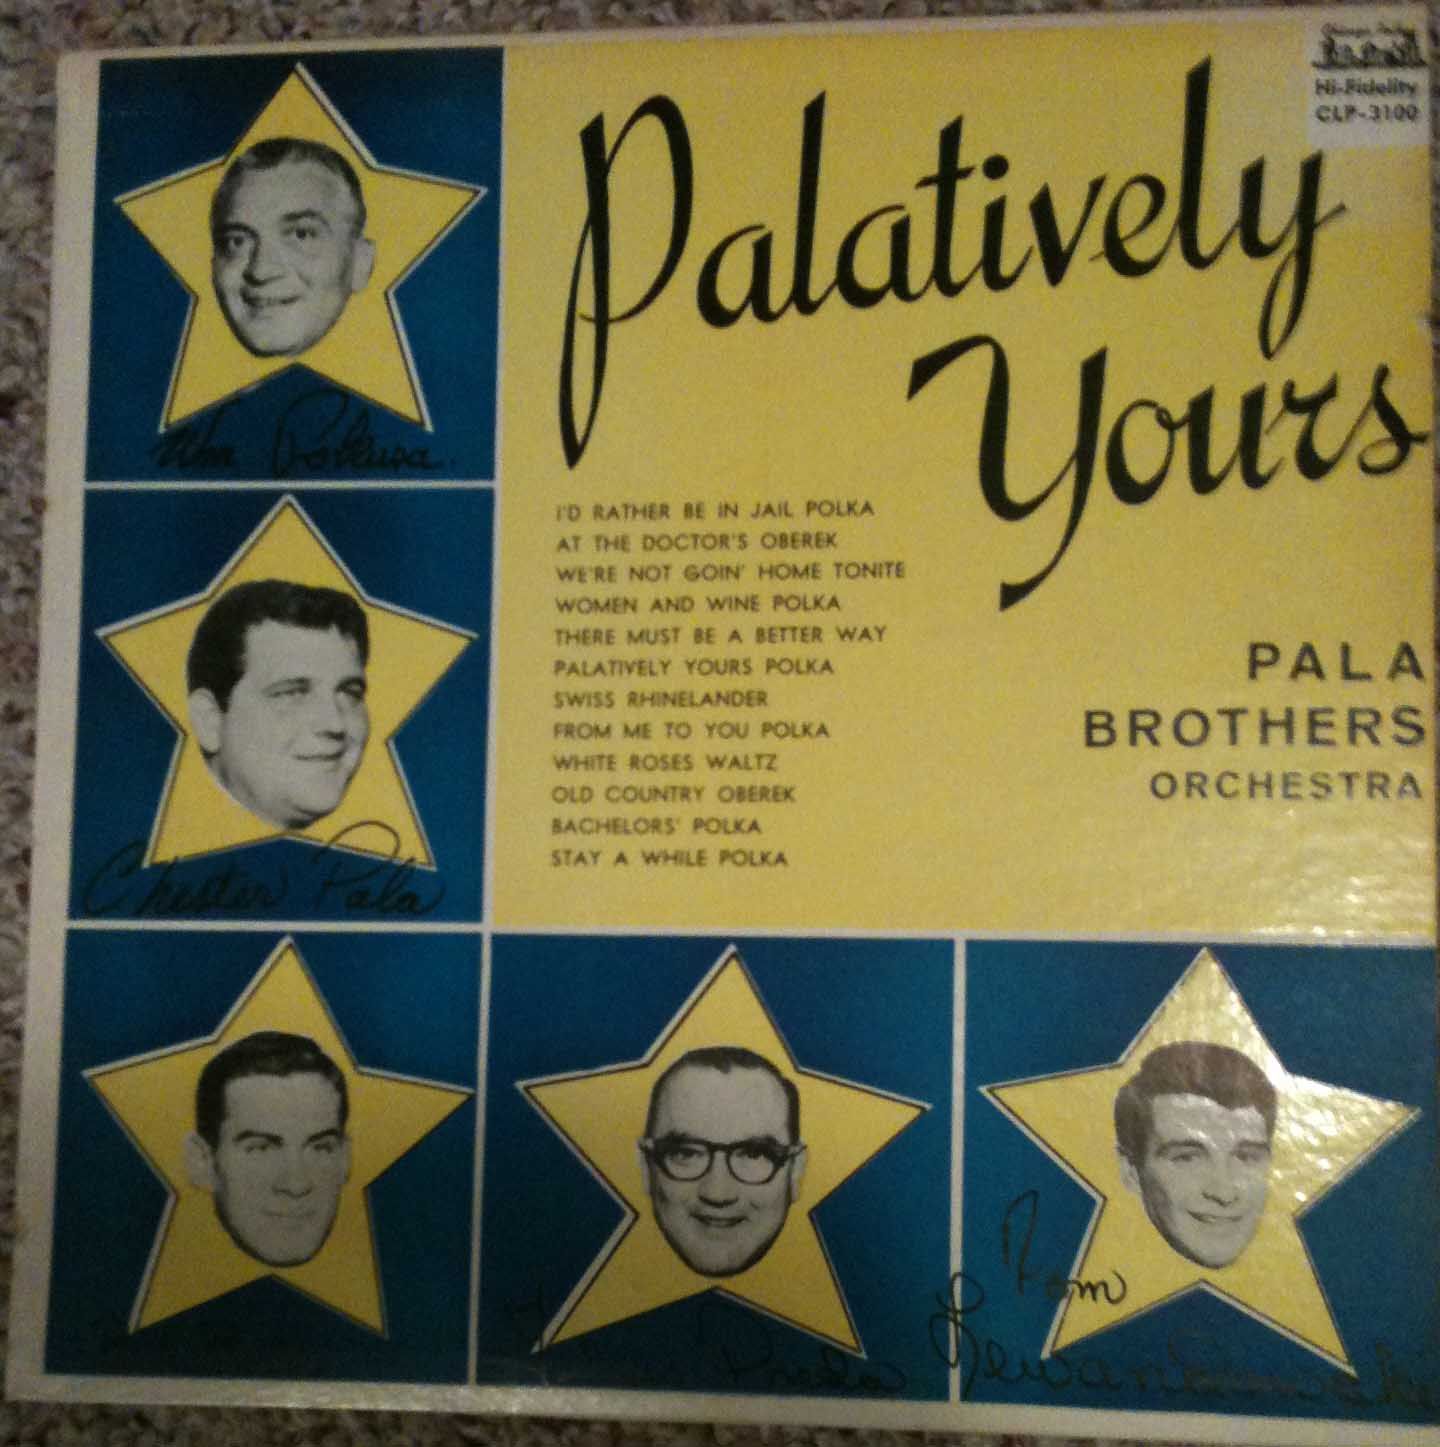 Hi-Fidelity
CLP-3100
Palatively
Yours
I'D RATHER BE IN JAIL POLKA
AT THE DOCTOR'S OBEREK
WE'RE NOT GOIN' HOME TONITE
WOMEN AND WINE POLKA
THERE MUST BE A BETTER WAY
PALATIVELY YOURS POLKA
SWISS RHINELANDER
FROM ME TO YOU POLKA
WHITE ROSES WALTZ
OLD COUNTRY OBEREK
BACHELORS' POLKA
STAY A WHILE POLKA
PALA
BROTHERS
ORCHESTRA
Wm
Chester Pala
Pala
Rom